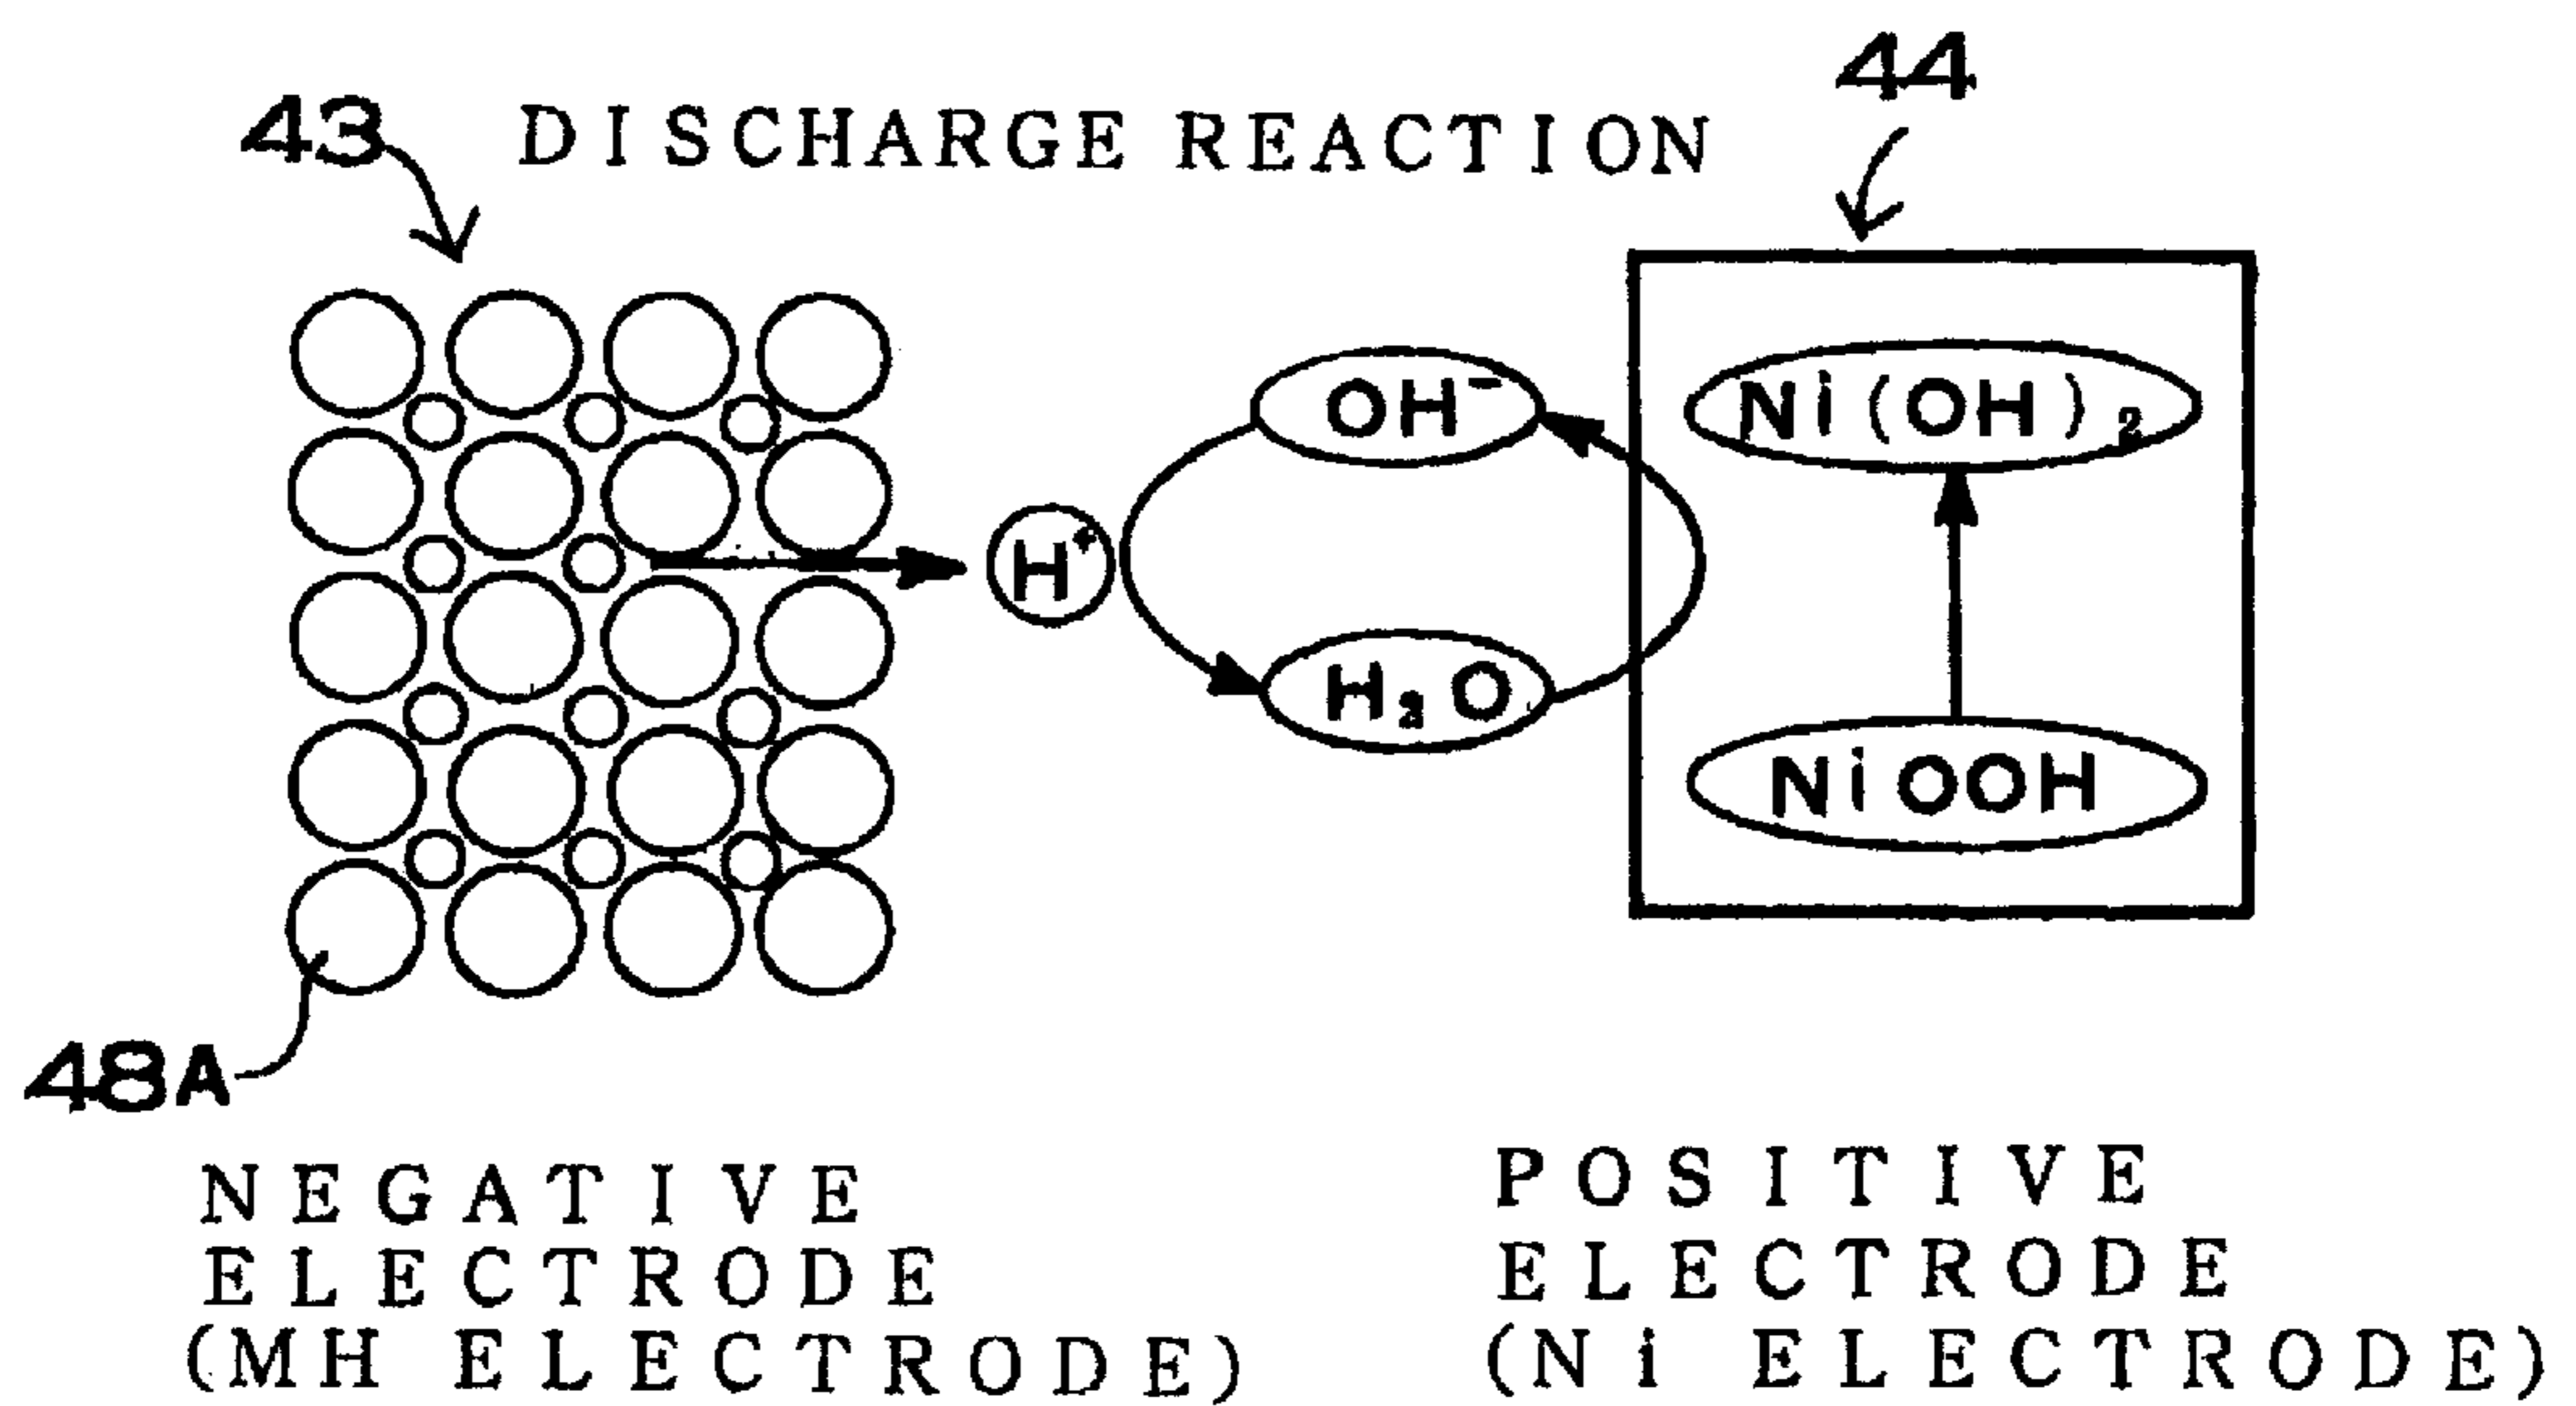 44
43 DISCHARGE REACTION
OH⁻ Ni(OH)₂
H⁺
H₂O
NiOOH
48A
NEGATIVE
ELECTRODE
(MH ELECTRODE)
POSITIVE
ELECTRODE
(Ni ELECTRODE)